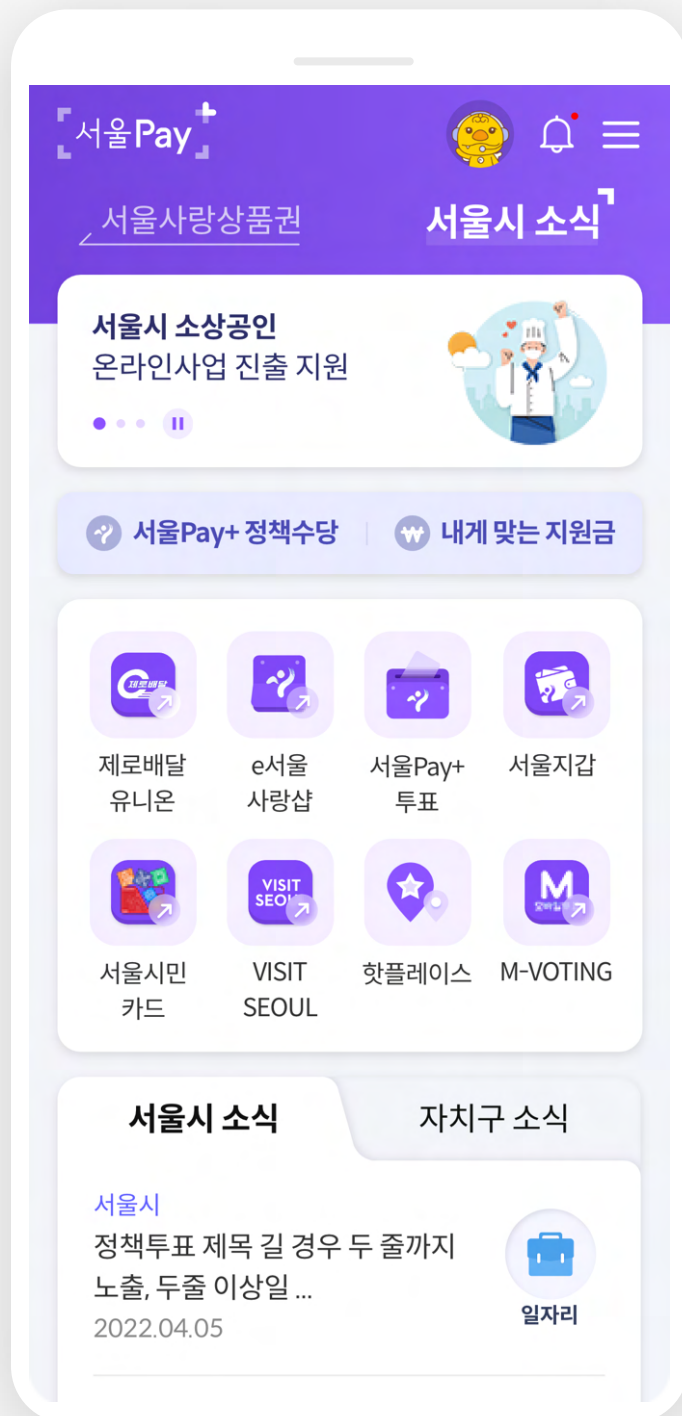 서울Pay+
서울사랑상품권
서울시 소식
서울시 소상공인
온라인사업 진출 지원
서울Pay+ 정책수당
내게 맞는 지원금
제로배달
제로배달
유니온
e서울
사랑샵
서울Pay+
투표
서울지갑
VISIT
서울시민
카드
VISIT
SEOUL
핫플레이스
M
M-VOTING
서울시 소식
자치구 소식
서울시
정책투표 제목 길 경우 두 줄까지
노출, 두줄 이상일 ...
2022.04.05
일자리